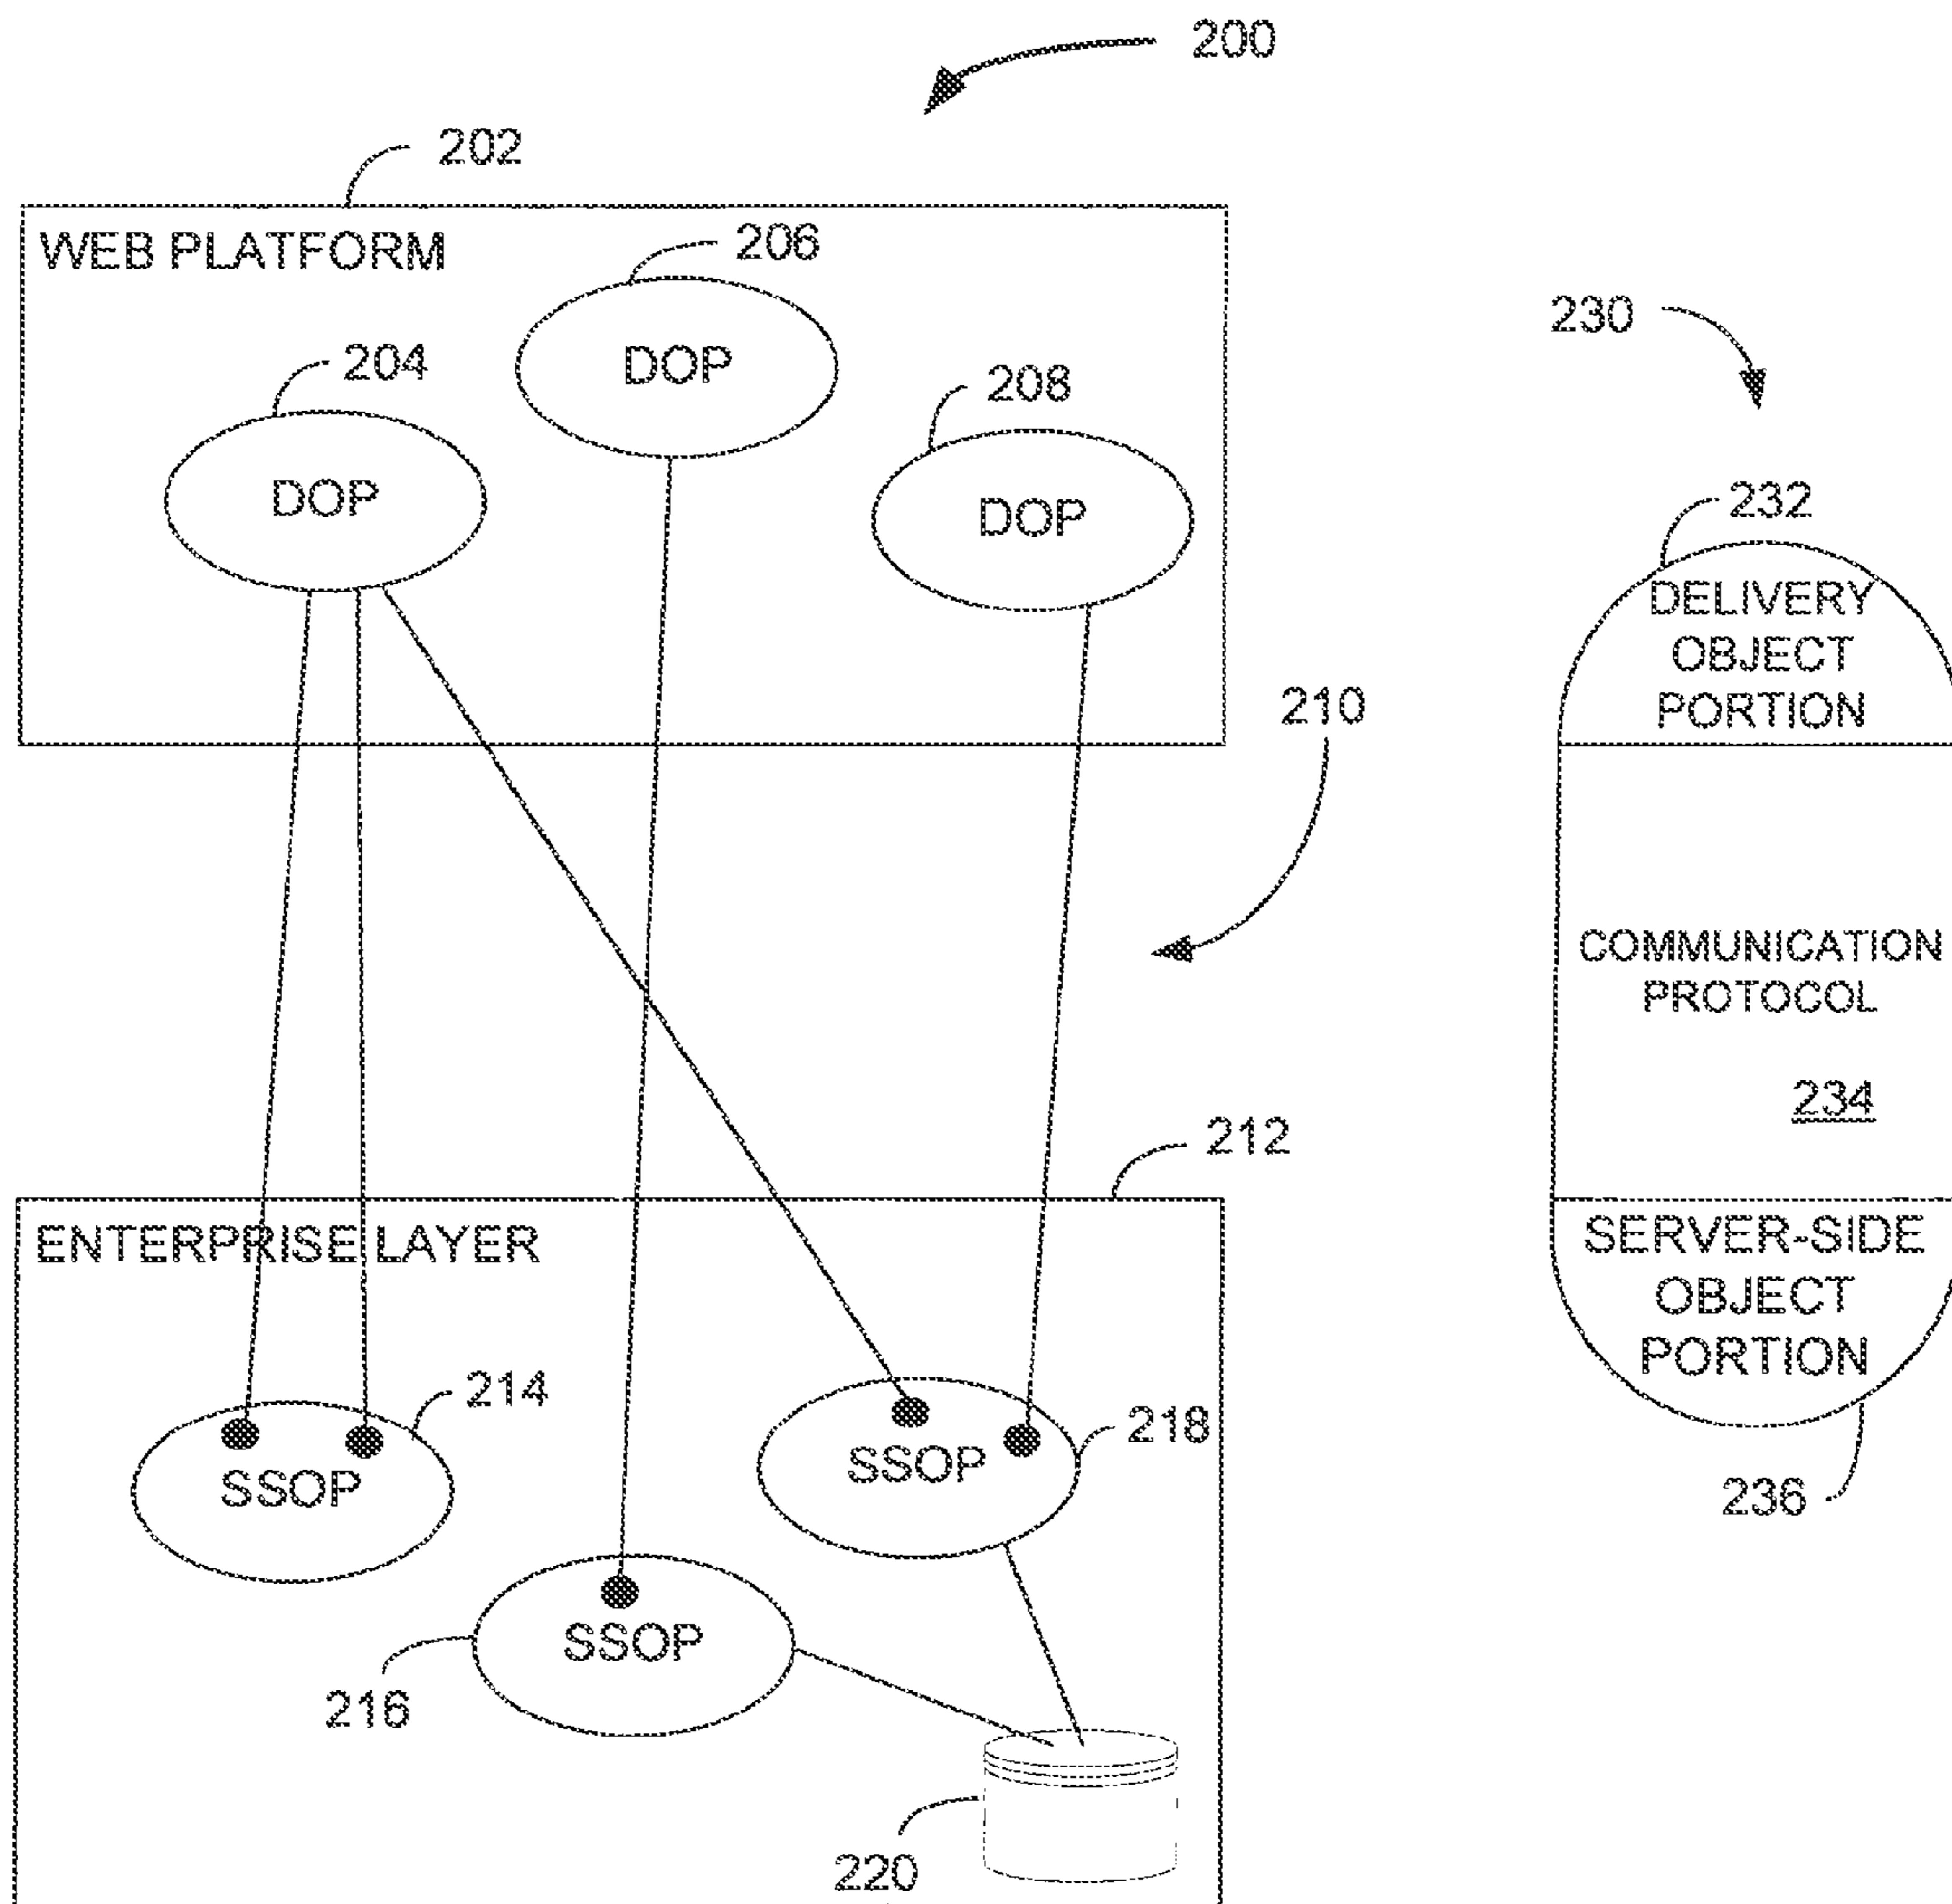 200
202
WEB PLATFORM
206
DOP
204
DOP
208
DOP
210
212
ENTERPRISE LAYER
214
SSOP
218
SSOP
216
SSOP
220
230
232
DELIVERY
OBJECT
PORTION
COMMUNICATION
PROTOCOL
234
SERVER-SIDE
OBJECT
PORTION
236